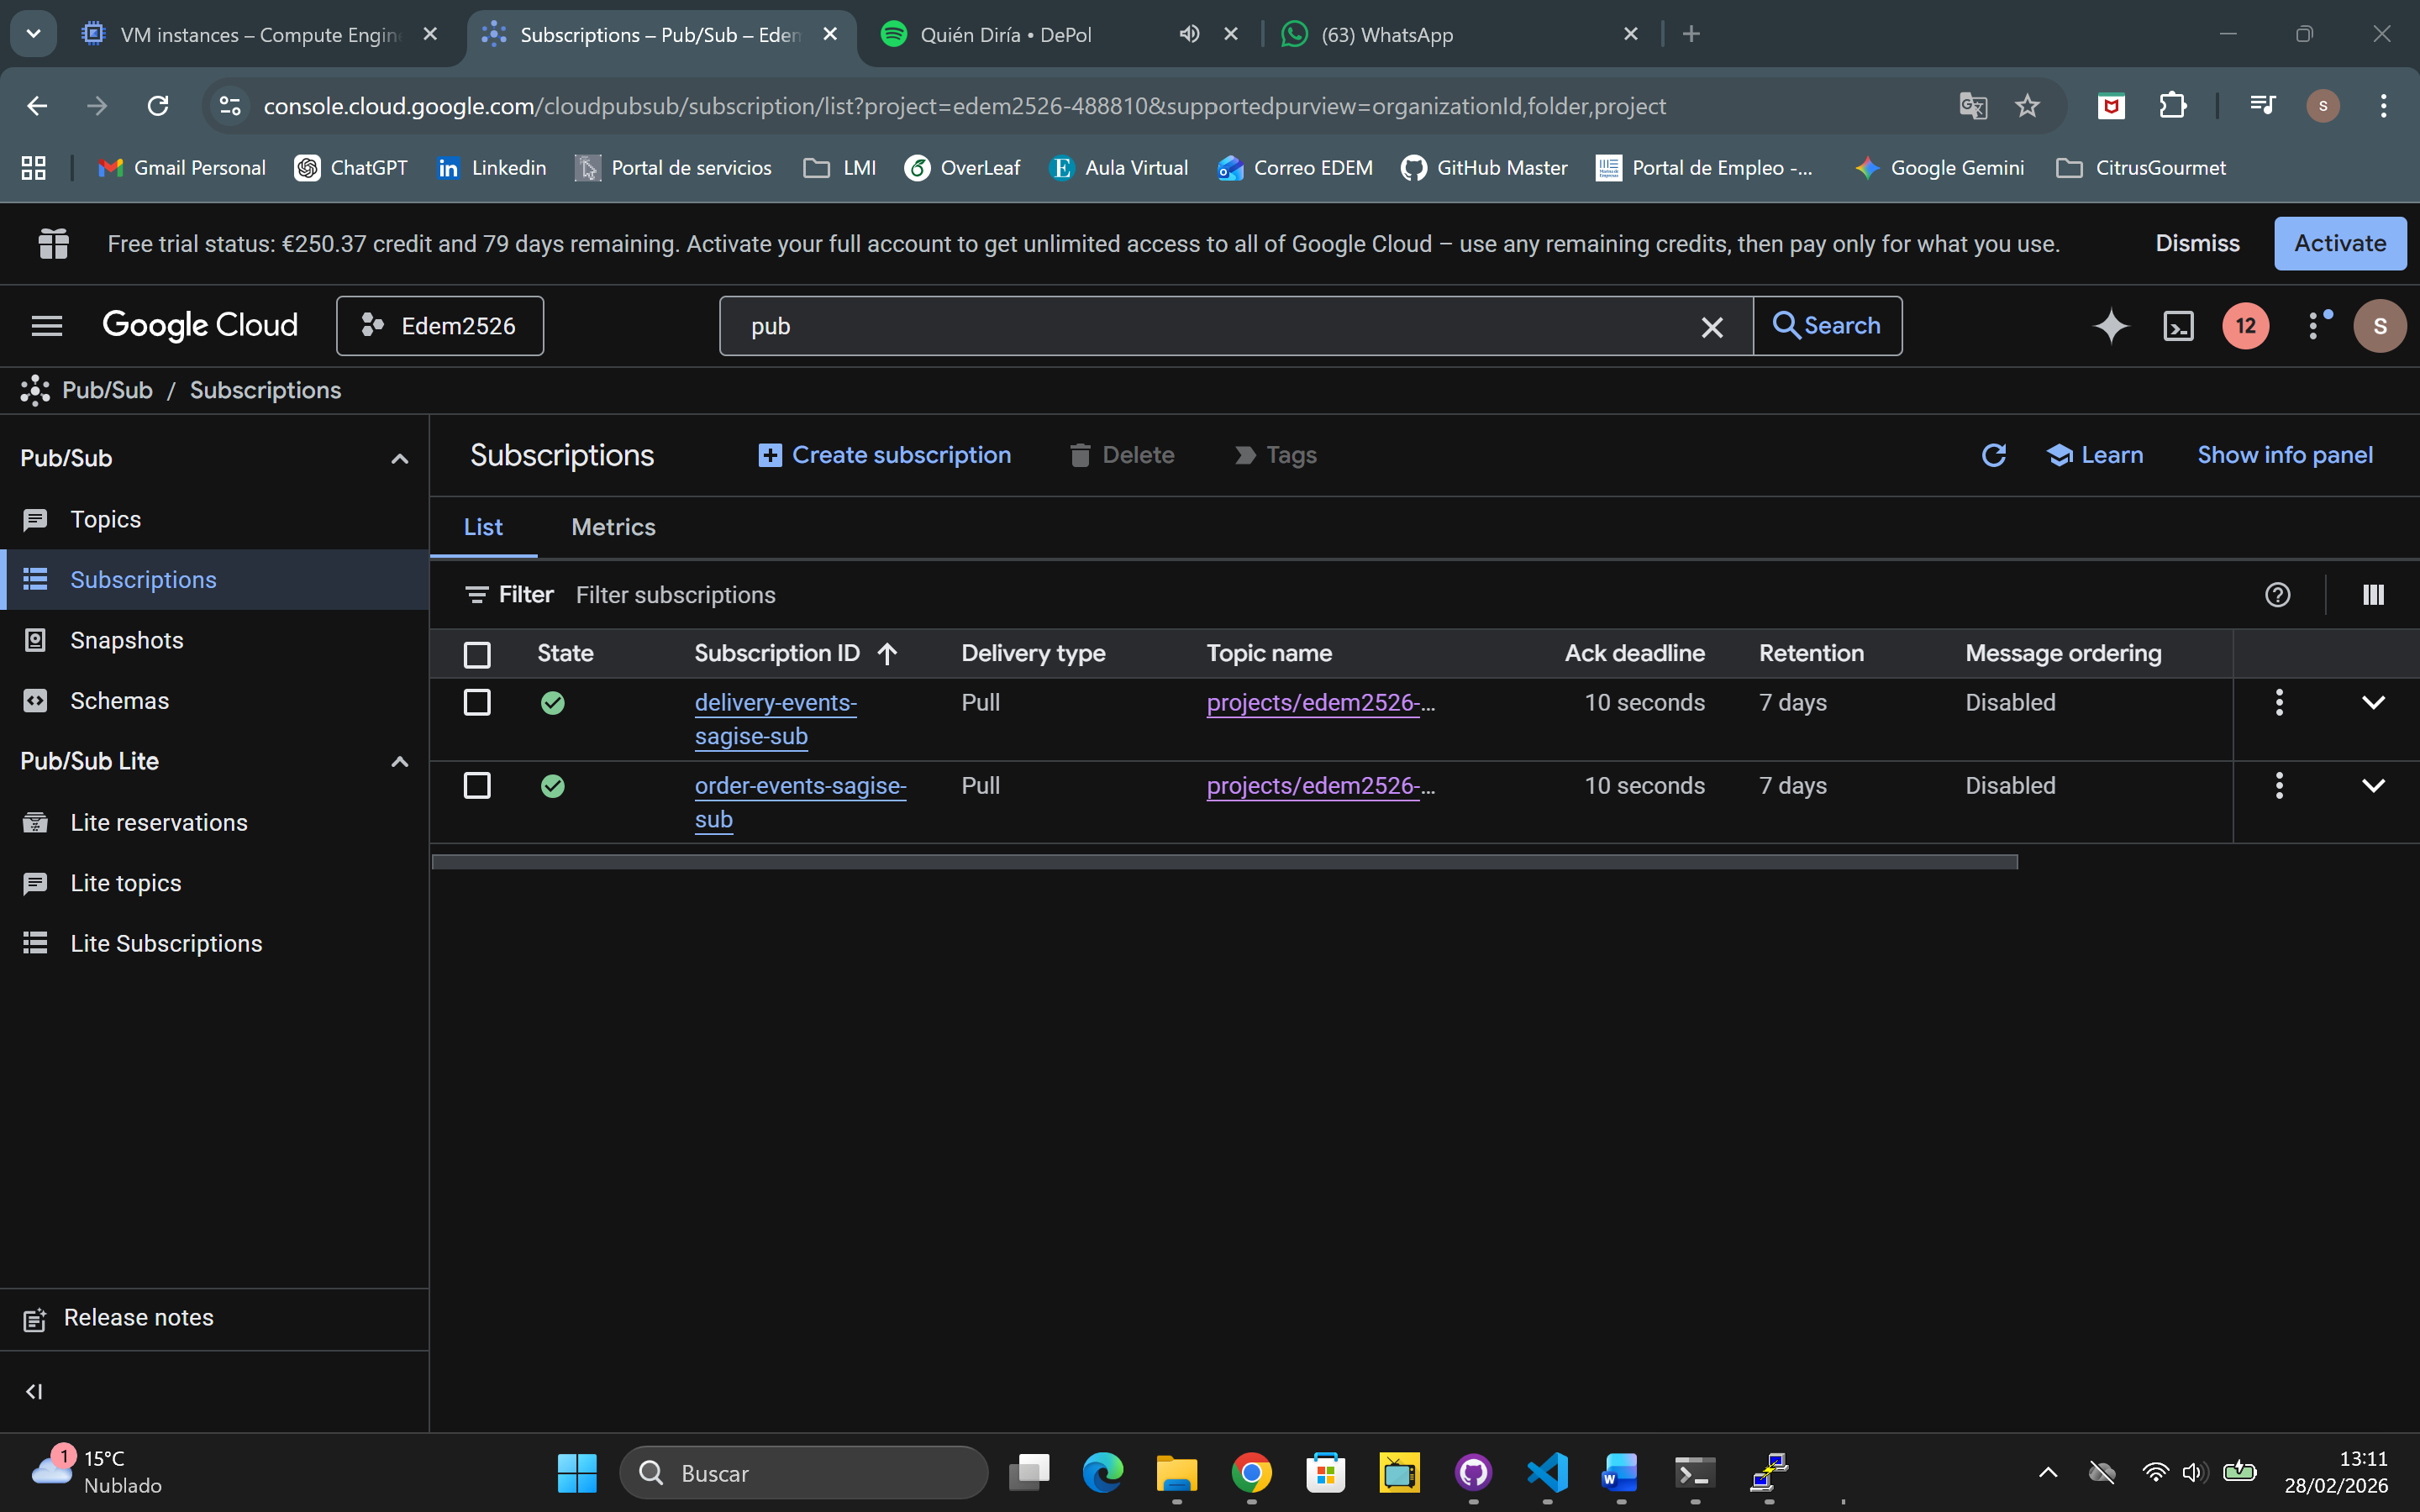 VM instances – Compute Engin
Subscriptions – Pub/Sub – Eden
Quién Diría • DePol
(63) WhatsApp
console.cloud.google.com/cloudpubsub/subscription/list?project=edem2526-488810&supportedpurview=organizationId,folder,project
S
Gmail Personal
ChatGPT
Linkedin
Portal de servicios
LMI
OverLeaf
Aula Virtual
Correo EDEM
GitHub Master
Portal de Empleo -...
Google Gemini
CitrusGourmet
Free trial status: €250.37 credit and 79 days remaining. Activate your full account to get unlimited access to all of Google Cloud – use any remaining credits, then pay only for what you use.
Dismiss
Activate
Google Cloud
Edem2526
pub
Search
12
S
Pub/Sub / Subscriptions
Pub/Sub
Topics
Subscriptions
Snapshots
Schemas
Pub/Sub Lite
Lite reservations
Lite topics
Lite Subscriptions
Release notes
Subscriptions
Create subscription
Delete
Tags
Learn
Show info panel
List
Metrics
Filter
Filter subscriptions
State
Subscription ID
Delivery type
Topic name
Ack deadline
Retention
Message ordering
delivery-events-
sagise-sub
Pull
projects/edem2526-...
10 seconds
7 days
Disabled
order-events-sagise-
sub
Pull
projects/edem2526-...
10 seconds
7 days
Disabled
1
15°C
Nublado
Buscar
13:11
28/02/2026